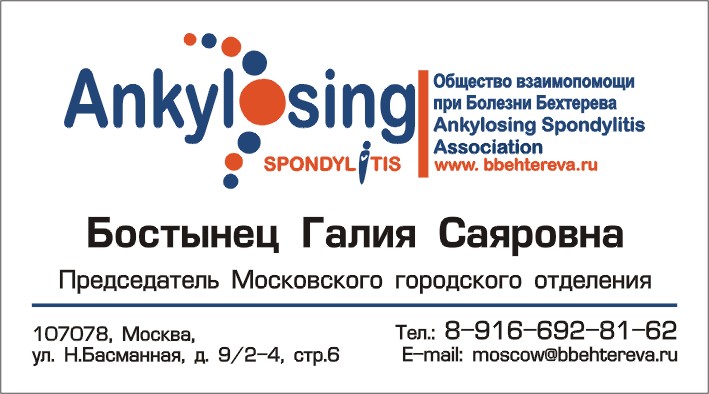 Ankylosing
SPONDYLITIS
Общество взаимопомощи
при Болезни Бехтерева
Ankylosing Spondylitis
Association
www. bbehtereva.ru
Бостынец Галия Саяровна
Председатель Московского городского отделения
107078, Москва,
ул. Н.Басманная, д. 9/2-4, стр.6
Тел.: 8-916-692-81-62
E-mail: moscow@bbehtereva.ru